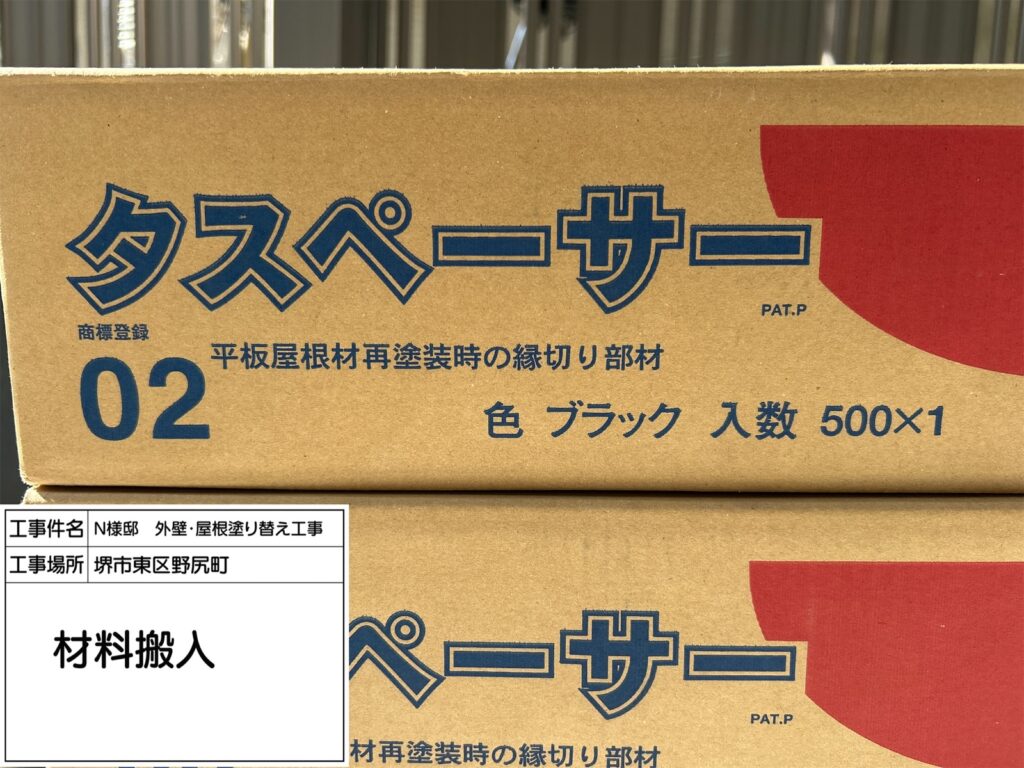 タスペーサー
PAT.P
商標登録
02
平板屋根材再塗装時の縁切り部材
色 ブラック 入数 500×1
工事件名 N様邸 外壁・屋根塗り替え工事
工事場所 堺市東区野尻町
材料搬入
ペーサー
PAT.P
材再塗装時の縁切り部材